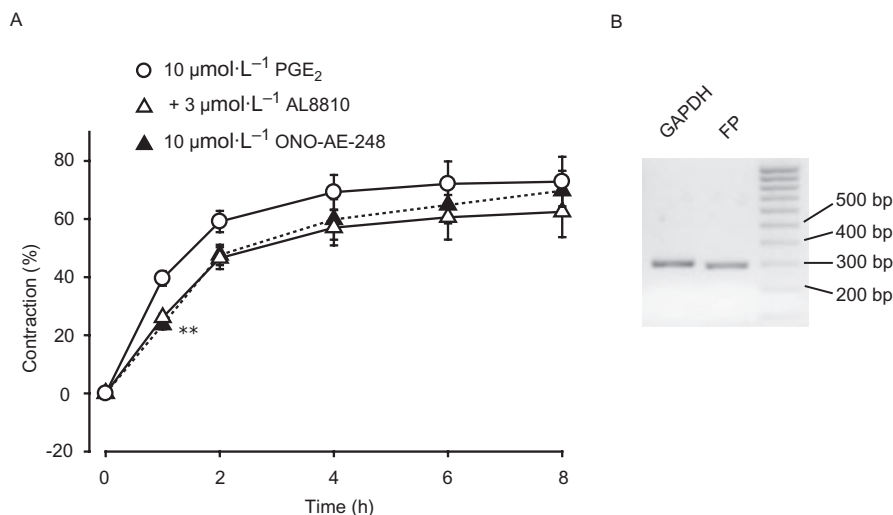 A
10 µmol·L⁻¹ PGE₂
+ 3 µmol·L⁻¹ AL8810
10 µmol·L⁻¹ ONO-AE-248
80
60
40
20
0
-20
Contraction (%)
**
0 2 4 6 8
Time (h)
B
GAPDH
FP
500 bp
400 bp
300 bp
200 bp